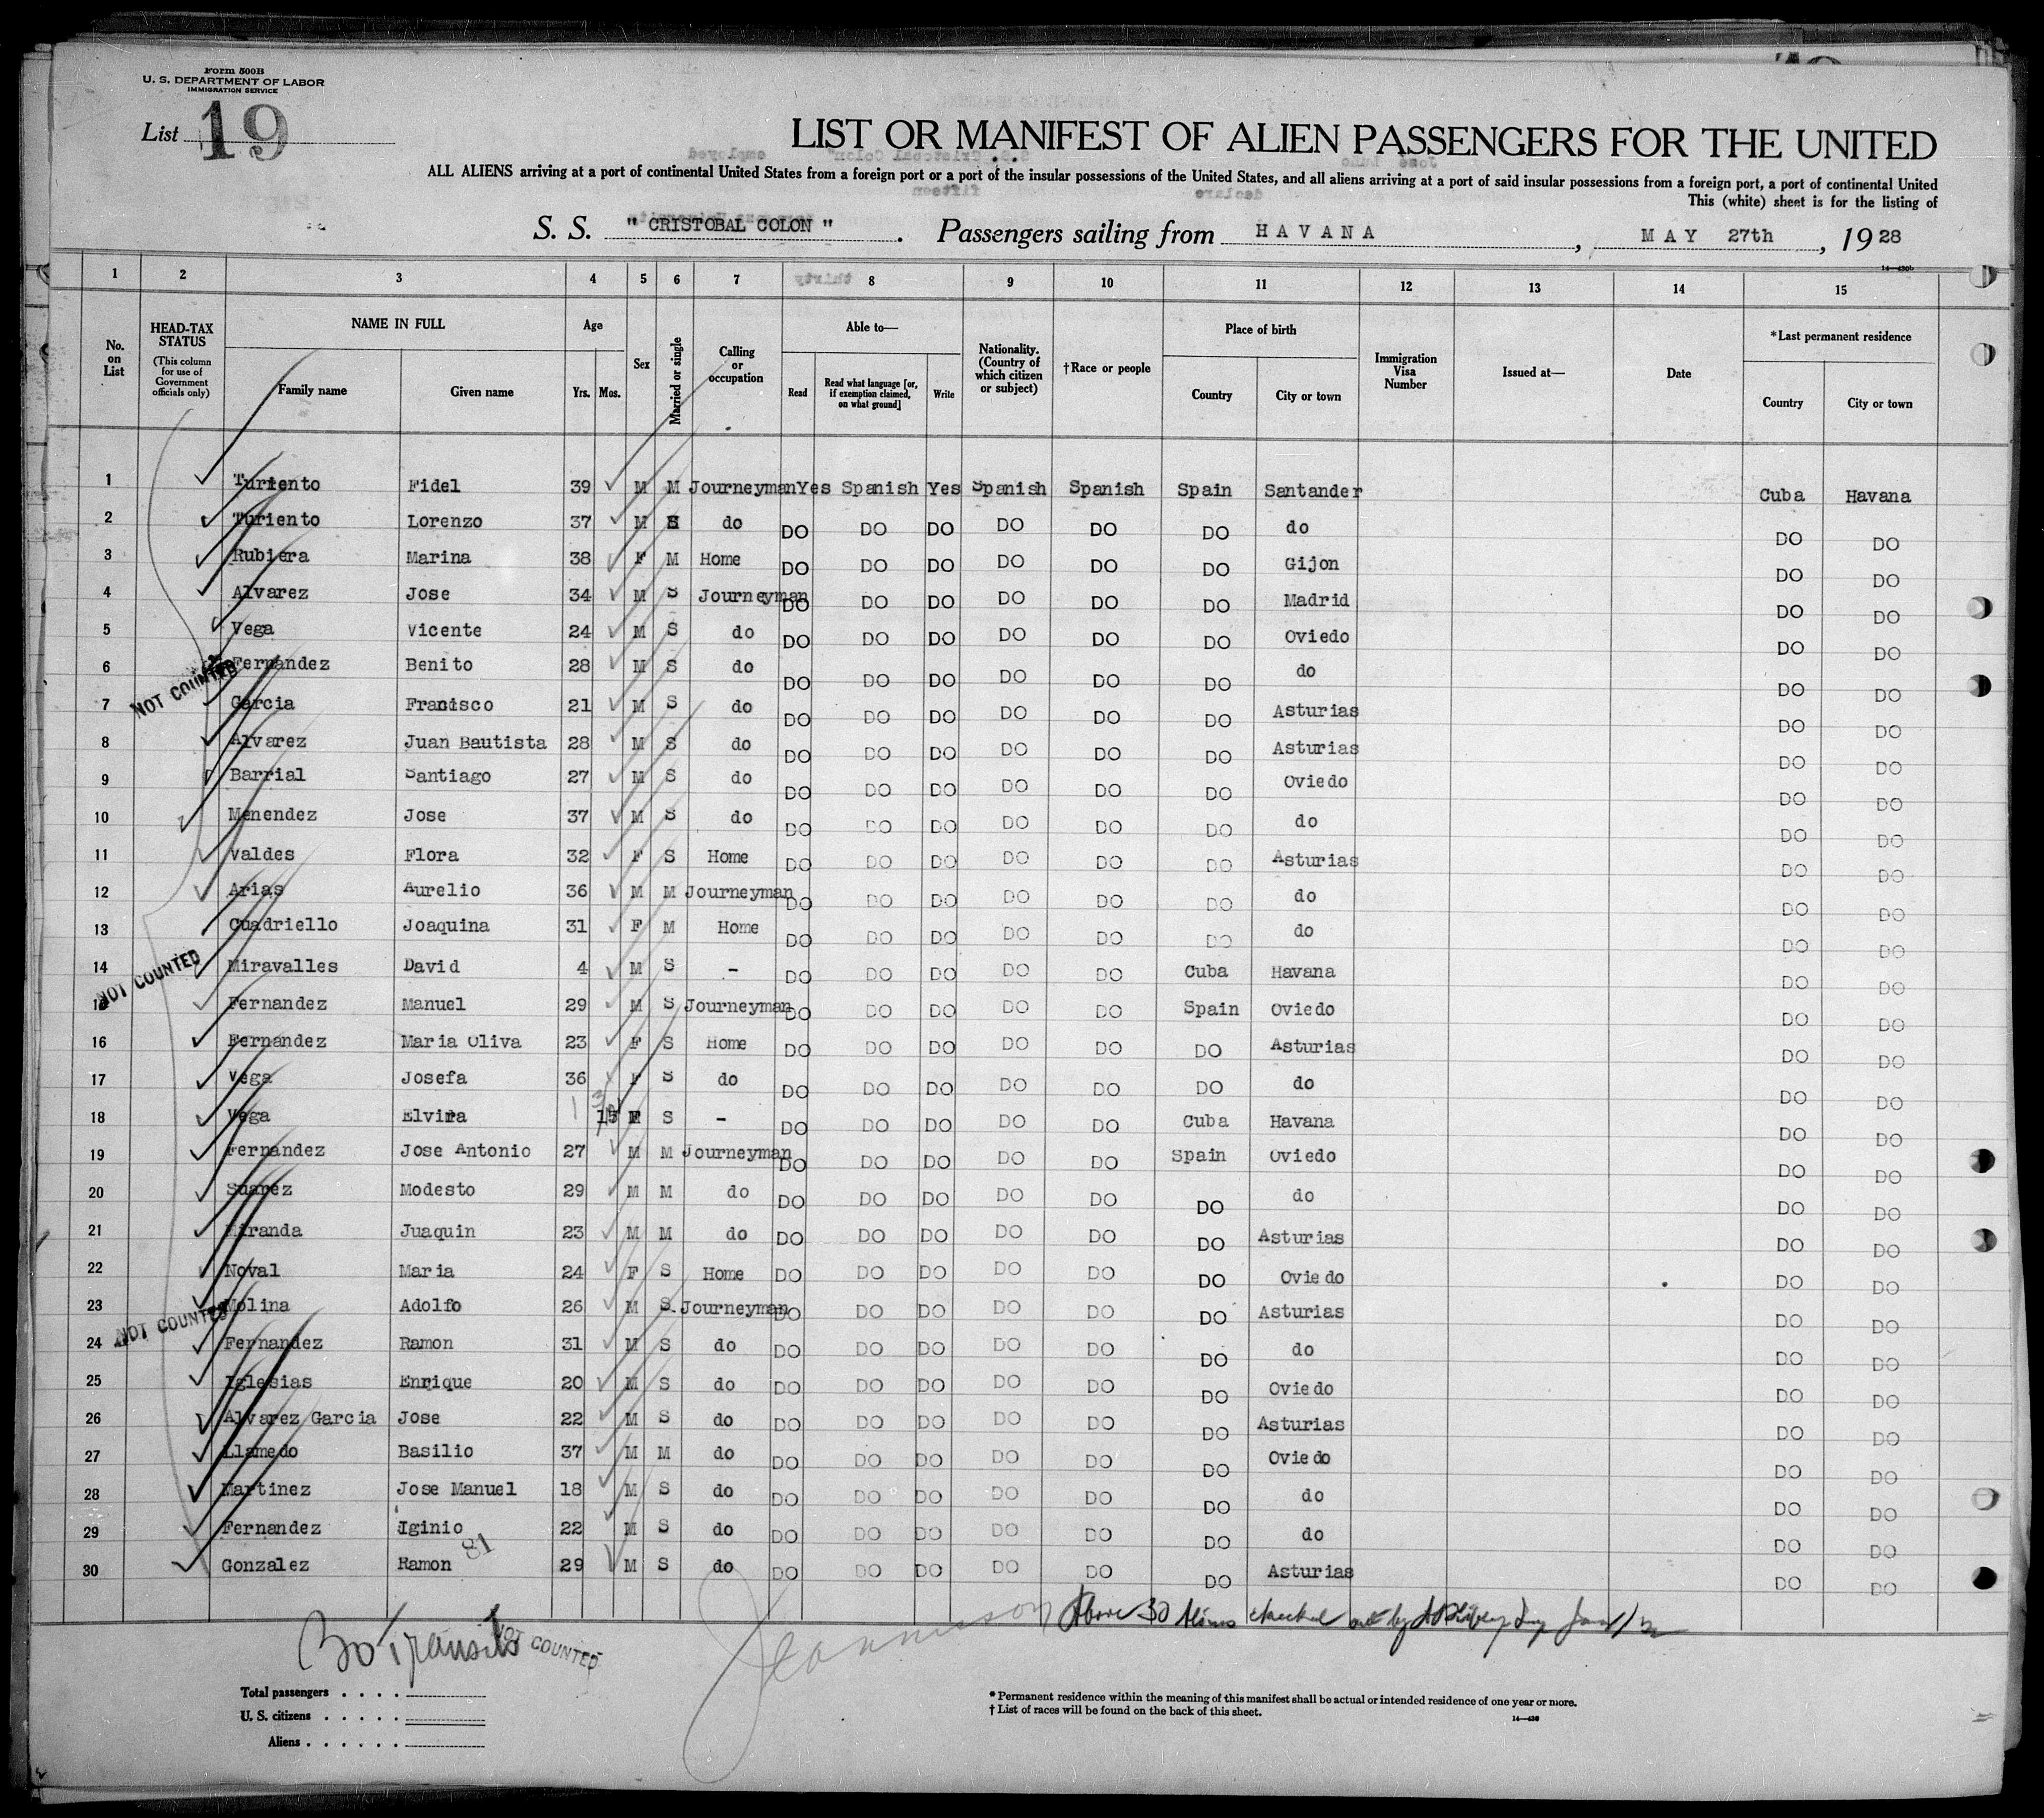 Form 500B
U. S. DEPARTMENT OF LABOR
IMMIGRATION SERVICE
List 19
LIST OR MANIFEST OF ALIEN PASSENGERS FOR THE UNITED
ALL ALIENS arriving at a port of continental United States from a foreign port or a port of the insular possessions of the United States, and all aliens arriving at a port of said insular possessions from a foreign port, a port of continental United
This (white) sheet is for the listing of
S. S. " CRISTOBAL COLON " . Passengers sailing from HAVANA , MAY 27th , 1928
1 2 3 4 5 6 7 8 9 10 11 12 13 14 15
No. on List
HEAD-TAX STATUS
(This column for use of Government officials only)
NAME IN FULL
Family name Given name
Age
Yrs. Mos.
Sex
Married or single
Calling or occupation
Able to—
Read Read what language [or, if exemption claimed, on what ground] Write
Nationality. (Country of which citizen or subject)
†Race or people
Place of birth
Country City or town
Immigration Visa Number
Issued at—
Date
*Last permanent residence
Country City or town
1 Turiento Fidel 39 M M Journeyman Yes Spanish Yes Spanish Spanish Spain Santander Cuba Havana
2 Turiento Lorenzo 37 M S do DO DO DO DO DO DO do DO DO
3 Rubiera Marina 38 F M Home DO DO DO DO DO DO Gijon DO DO
4 Alvarez Jose 34 M S Journeyman DO DO DO DO DO DO Madrid DO DO
5 Vega Vicente 24 M S do DO DO DO DO DO DO Oviedo DO DO
6 Fernandez Benito 28 M S do DO DO DO DO DO DO do DO DO
NOT COUNTED
7 Garcia Francisco 21 M S do DO DO DO DO DO DO Asturias DO DO
8 Alvarez Juan Bautista 28 M S do DO DO DO DO DO DO Asturias DO DO
9 Barrial Santiago 27 M S do DO DO DO DO DO DO Oviedo DO DO
10 Menendez Jose 37 M S do DO DO DO DO DO DO do DO DO
11 Valdes Flora 32 F S Home DO DO DO DO DO DO Asturias DO DO
12 Arias Aurelio 36 M M Journeyman DO DO DO DO DO DO do DO DO
13 Cuadriello Joaquina 31 F M Home DO DO DO DO DO DO do DO DO
14 Miravalles David 4 M S - DO DO DO DO DO Cuba Havana DO DO
NOT COUNTED
15 Fernandez Manuel 29 M S Journeyman DO DO DO DO DO Spain Oviedo DO DO
16 Fernandez Maria Oliva 23 F S Home DO DO DO DO DO DO Asturias DO DO
17 Vega Josefa 36 F S do DO DO DO DO DO DO do DO DO
18 Vega Elvira 1 3 15 F S - DO DO DO DO DO Cuba Havana DO DO
19 Fernandez Jose Antonio 27 M M Journeyman DO DO DO DO DO Spain Oviedo DO DO
20 Suarez Modesto 29 M M do DO DO DO DO DO DO do DO DO
21 Miranda Juaquin 23 M M do DO DO DO DO DO DO Asturias DO DO
22 Noval Maria 24 F S Home DO DO DO DO DO DO Oviedo DO DO
23 Molina Adolfo 26 M S. Journeyman DO DO DO DO DO DO Asturias DO DO
NOT COUNTED
24 Fernandez Ramon 31 M S do DO DO DO DO DO DO do DO DO
25 Iglesias Enrique 20 M S do DO DO DO DO DO DO Oviedo DO DO
26 Alvarez Garcia Jose 22 M S do DO DO DO DO DO DO Asturias DO DO
27 Llamedo Basilio 37 M M do DO DO DO DO DO DO Oviedo DO DO
28 Martinez Jose Manuel 18 M S do DO DO DO DO DO DO do DO DO
29 Fernandez Iginio 22 M S do DO DO DO DO DO DO do DO DO
30 Gonzalez Ramon 81 29 M S do DO DO DO DO DO DO Asturias DO DO
Above 30 Aliens checked out by
30 Transits NOT COUNTED
Total passengers
U. S. citizens
Aliens
* Permanent residence within the meaning of this manifest shall be actual or intended residence of one year or more.
† List of races will be found on the back of this sheet.